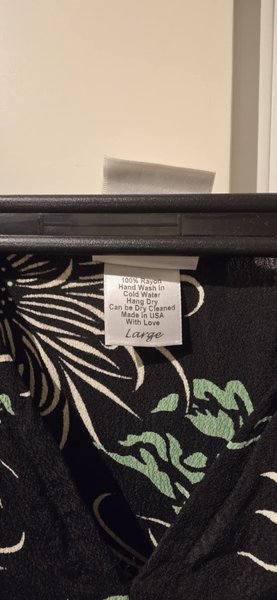 100% Rayon
Hand Wash in
Cold Water
Hang Dry
Can be Dry Cleaned
Made in USA
With Love
Large